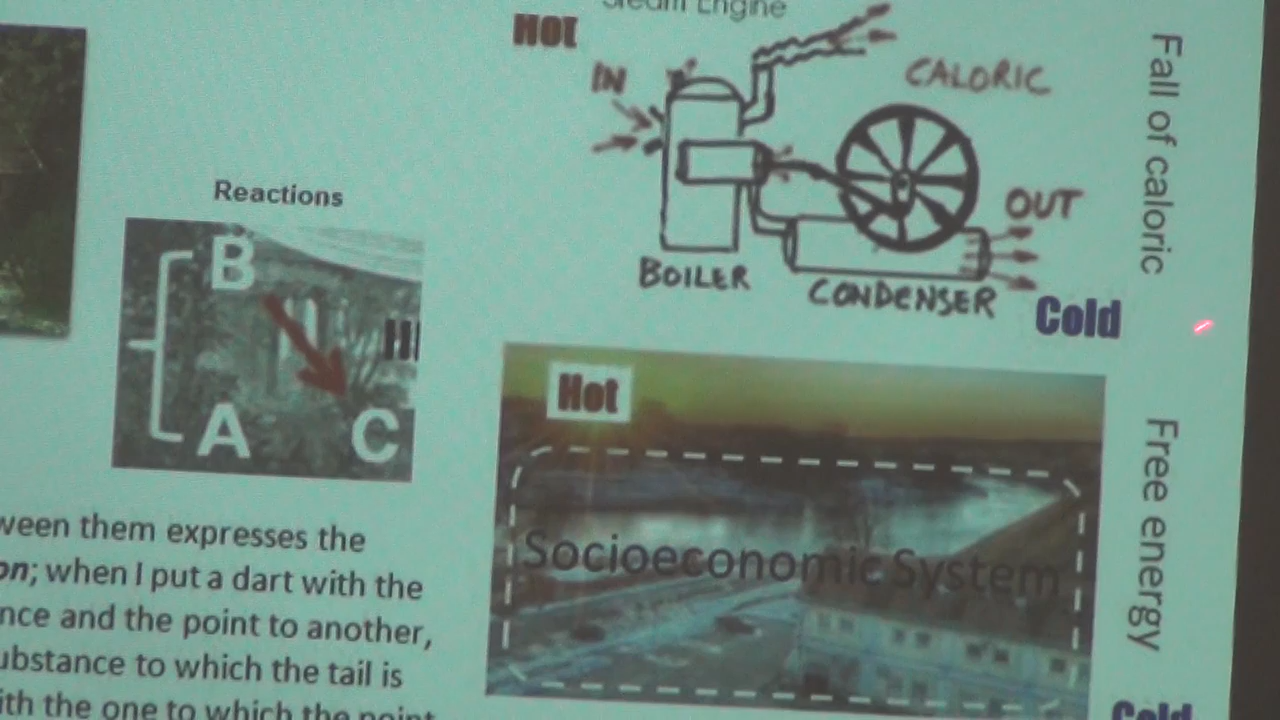 Steam Engine
Hot
IN
CALORIC
OUT
BOILER
CONDENSER
Cold
Fall of caloric
Reactions
B
A
C
Hot
Socioeconomic System
Free energy
Cold
ween them expresses the
on; when I put a dart with the
nce and the point to another,
ubstance to which the tail is
ith the one to which the point